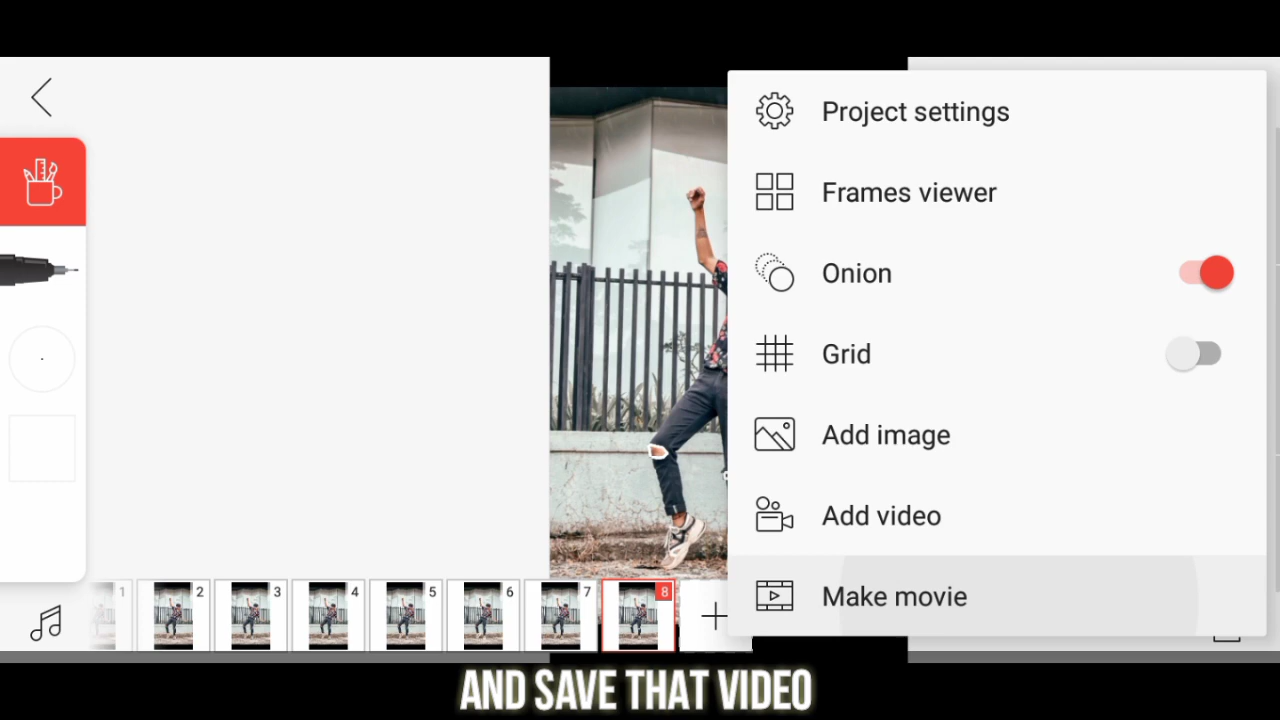 Project settings
Frames viewer
Onion
Grid
Add image
Add video
Make movie
1 2 3 4 5 6 7 8
AND SAVE THAT VIDEO